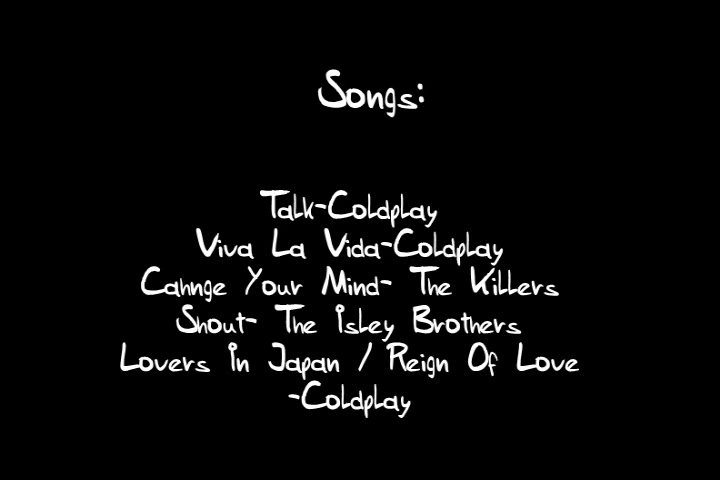 Songs:
Talk-Coldplay
Viva La Vida-Coldplay
Cahnge Your Mind- The Killers
Shout- The Isley Brothers
Lovers in Japan / Reign Of Love
-Coldplay